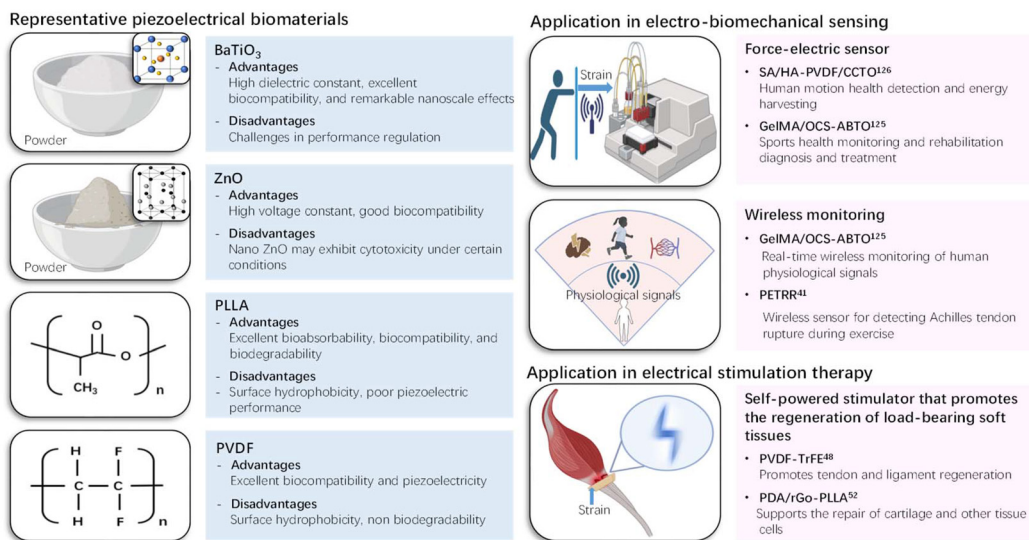 Representative piezoelectrical biomaterials
Powder
BaTiO₃
- Advantages
High dielectric constant, excellent
biocompatibility, and remarkable nanoscale effects
- Disadvantages
Challenges in performance regulation
Powder
ZnO
- Advantages
High voltage constant, good biocompatibility
- Disadvantages
Nano ZnO may exhibit cytotoxicity under certain
conditions
O
O
CH₃
n
PLLA
- Advantages
Excellent bioabsorbability, biocompatibility, and
biodegradability
- Disadvantages
- Surface hydrophobicity, poor piezoelectric
performance
H F
C C
H F
n
PVDF
- Advantages
Excellent biocompatibility and piezoelectricity
- Disadvantages
Surface hydrophobicity, non biodegradability
Application in electro-biomechanical sensing
Strain
Force-electric sensor
• SA/HA-PVDF/CCTO¹²⁶
Human motion health detection and energy
harvesting
• GelMA/OCS-ABTO¹²⁵
Sports health monitoring and rehabilitation
diagnosis and treatment
Physiological signals
Wireless monitoring
• GelMA/OCS-ABTO¹²⁵
Real-time wireless monitoring of human
physiological signals
• PETRR⁴¹
Wireless sensor for detecting Achilles tendon
rupture during exercise
Application in electrical stimulation therapy
Strain
Self-powered stimulator that promotes
the regeneration of load-bearing soft
tissues
• PVDF-TrFE⁴⁸
Promotes tendon and ligament regeneration
• PDA/rGo-PLLA⁵²
Supports the repair of cartilage and other tissue
cells